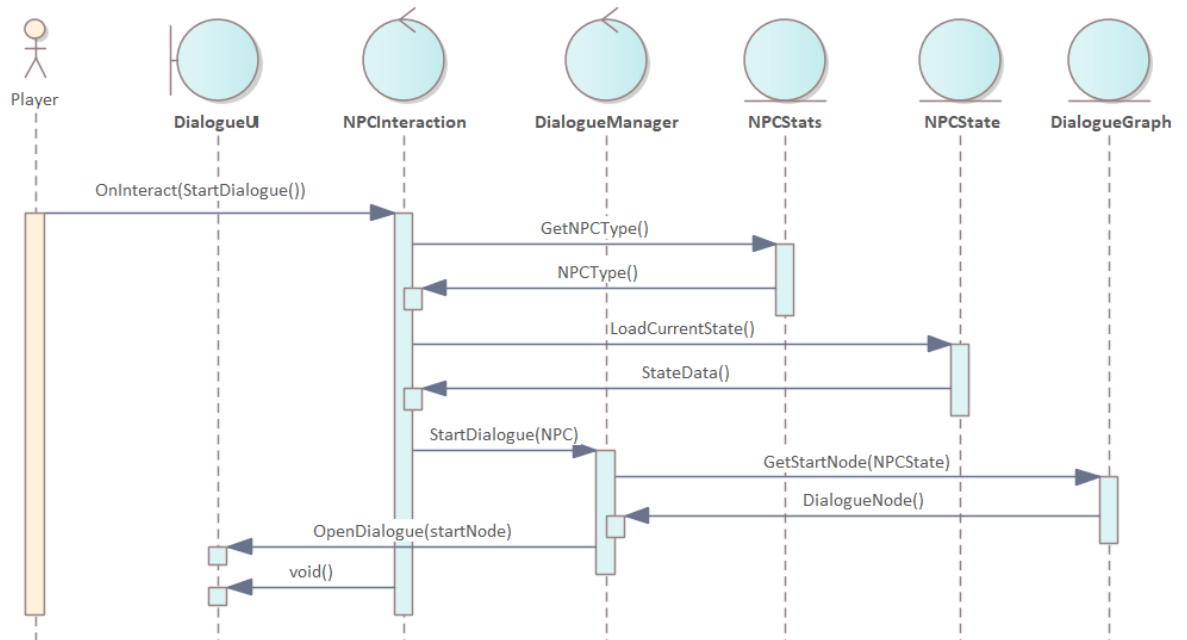 Player
DialogueUI
NPCInteraction
DialogueManager
NPCStats
NPCState
DialogueGraph
OnInteract(StartDialogue())
GetNPCType()
NPCType()
LoadCurrentState()
StateData()
StartDialogue(NPC)
GetStartNode(NPCState)
DialogueNode()
OpenDialogue(startNode)
void()